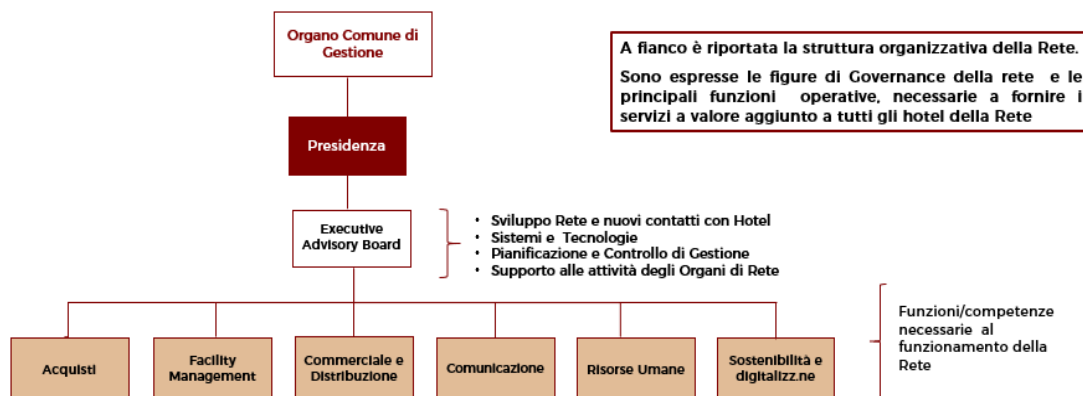 Organo Comune di
Gestione
A fianco è riportata la struttura organizzativa della Rete.
Sono espresse le figure di Governance della rete e le
principali funzioni operative, necessarie a fornire i
servizi a valore aggiunto a tutti gli hotel della Rete
Presidenza
Executive
Advisory Board
• Sviluppo Rete e nuovi contatti con Hotel
• Sistemi e Tecnologie
• Pianificazione e Controllo di Gestione
• Supporto alle attività degli Organi di Rete
Acquisti
Facility
Management
Commerciale e
Distribuzione
Comunicazione
Risorse Umane
Sostenibilità e
digitalizz.ne
Funzioni/competenze
necessarie al
funzionamento della
Rete